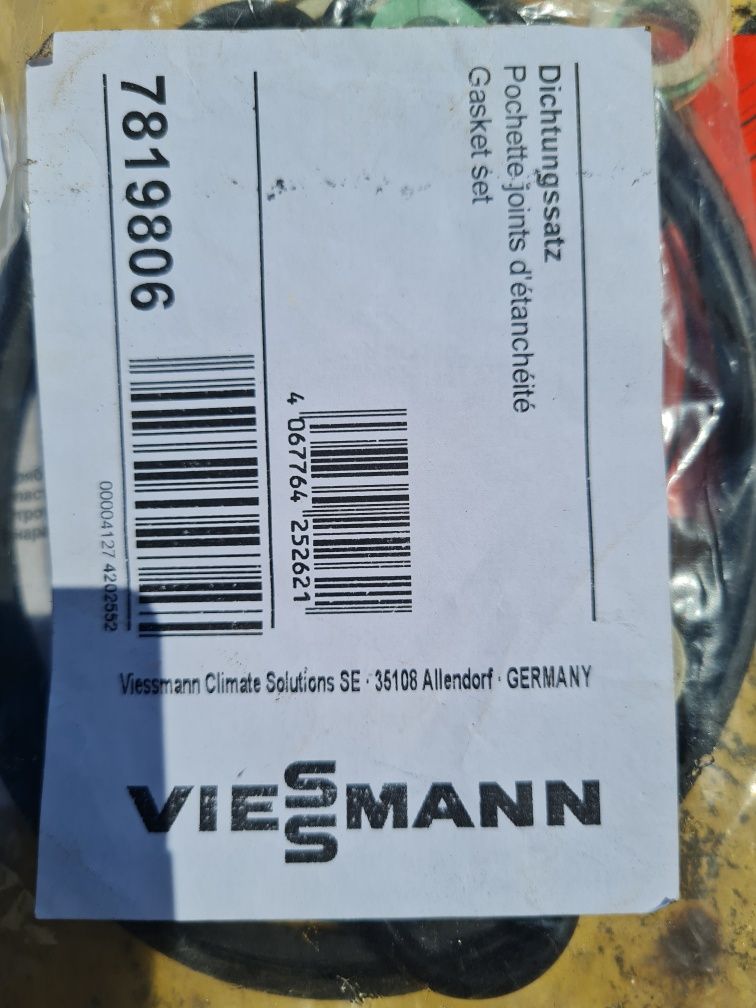 Dichtungssatz
Pochette joints d'étanchéité
Gasket set
4 067764 252621
7819806
00004127 4202552
Viessmann Climate Solutions SE · 35108 Allendorf · GERMANY
VIESSMANN